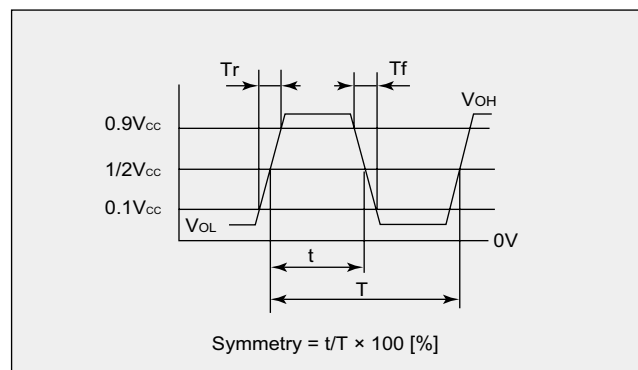 Tr
Tf
VOH
0.9Vcc
1/2Vcc
0.1Vcc
VOL
0V
t
T
Symmetry = t/T × 100 [%]